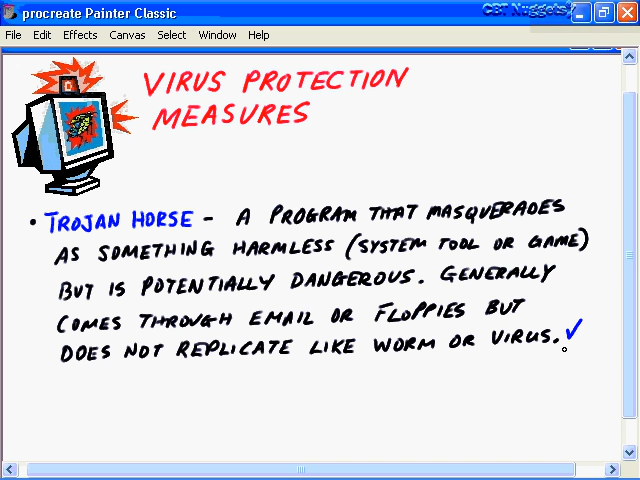 procreate Painter Classic
CBT Nuggets
File Edit Effects Canvas Select Window Help
VIRUS PROTECTION
MEASURES
• TROJAN HORSE - A PROGRAM THAT MASQUERADES
AS SOMETHING HARMLESS (SYSTEM TOOL OR GAME)
BUT IS POTENTIALLY DANGEROUS. GENERALLY
COMES THROUGH EMAIL OR FLOPPIES BUT
DOES NOT REPLICATE LIKE WORM OR VIRUS. ✓